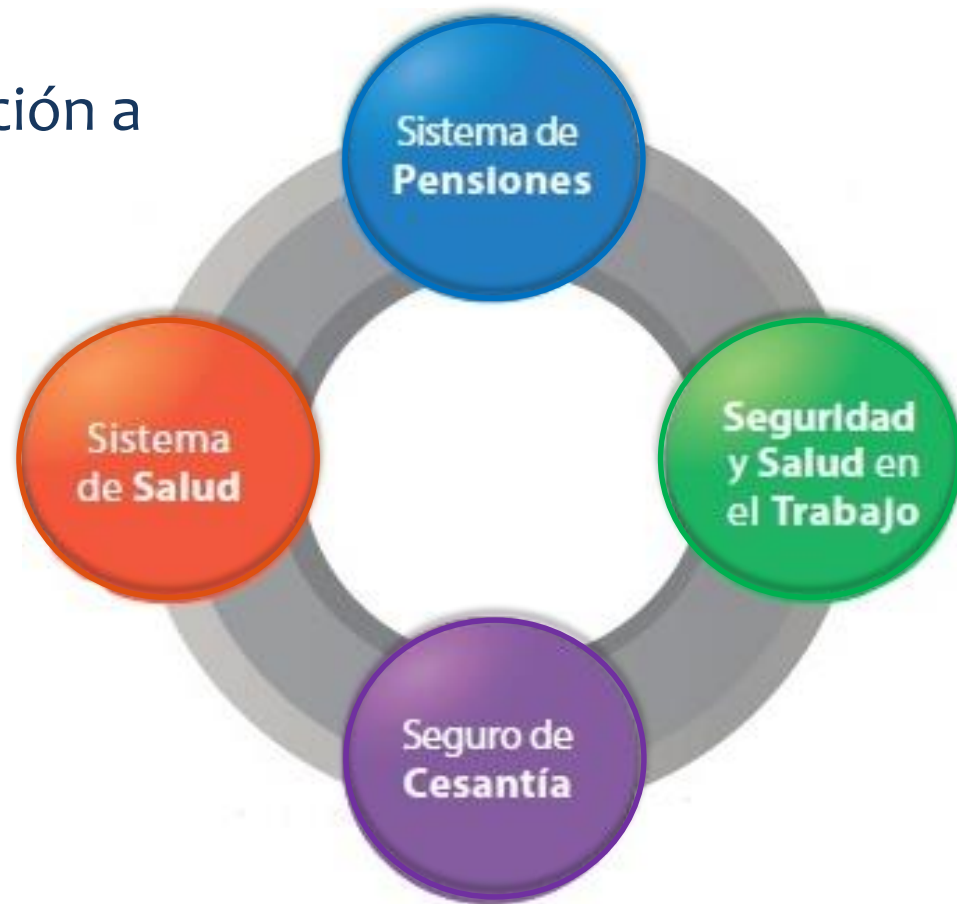 ción a
Sistema de
Pensiones
Sistema
de Salud
Seguridad
y Salud en
el Trabajo
Seguro de
Cesantía